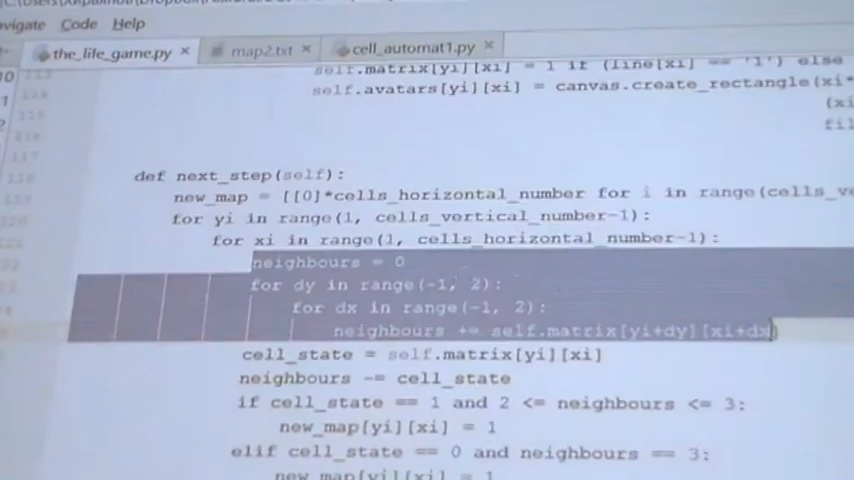 avigate Code Help
the_life_game.py × map2.txt × cell_automat1.py ×
self.matrix[yi][xi] = 1 if (line[xi] == '1') else
self.avatars[yi][xi] = canvas.create_rectangle(xi*
(xi
fil
def next_step(self):
new_map = [[0]*cells_horizontal_number for i in range(cells_ve
for yi in range(1, cells_vertical_number-1):
for xi in range(1, cells_horizontal_number-1):
neighbours = 0
for dy in range(-1, 2):
for dx in range(-1, 2):
neighbours += self.matrix[yi+dy][xi+dx]
cell_state = self.matrix[yi][xi]
neighbours -= cell_state
if cell_state == 1 and 2 <= neighbours <= 3:
new_map[yi][xi] = 1
elif cell_state == 0 and neighbours == 3:
new_map[yi][xi] = 1